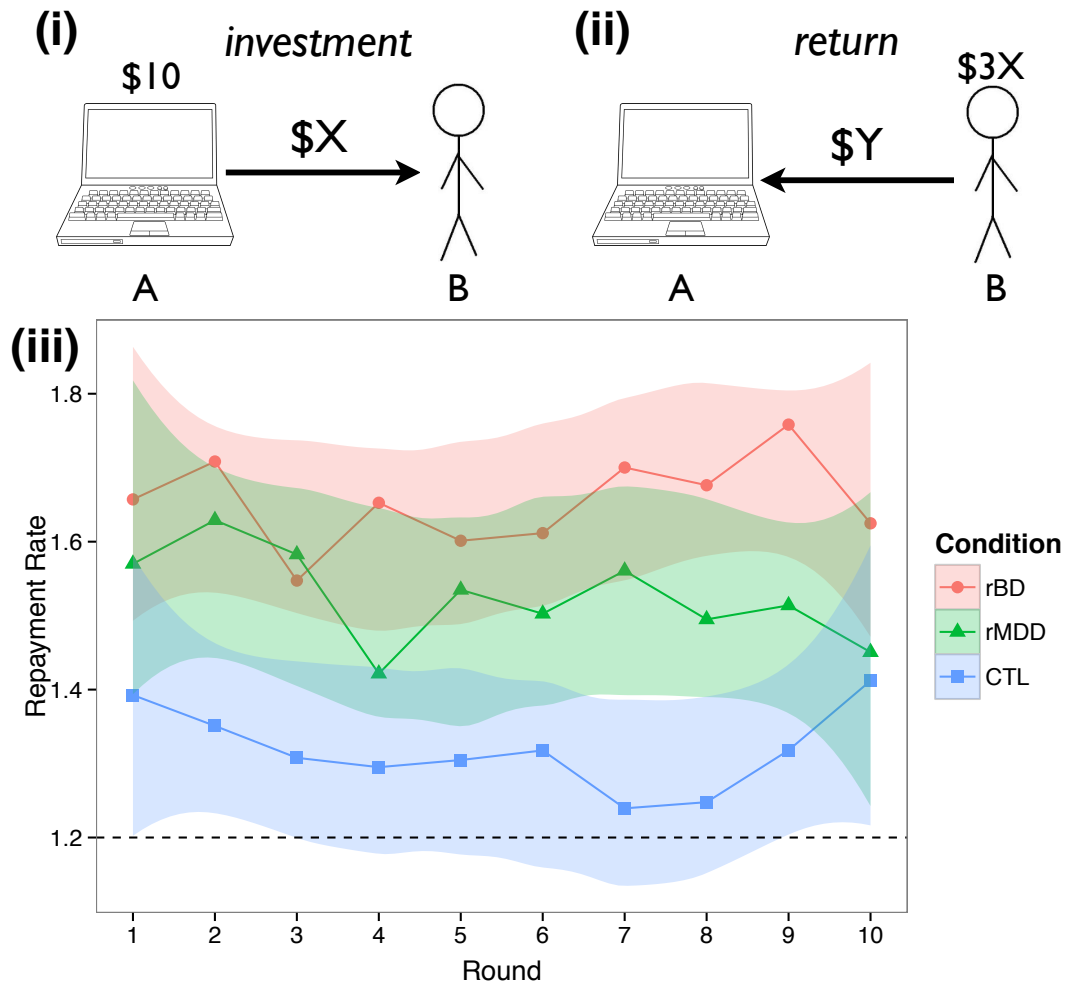 (i)
investment
$10
$X
A
B
(ii)
return
$3X
$Y
A
B
(iii)
Repayment Rate
1.8
1.6
1.4
1.2
1
2
3
4
5
6
7
8
9
10
Round
Condition
rBD
rMDD
CTL